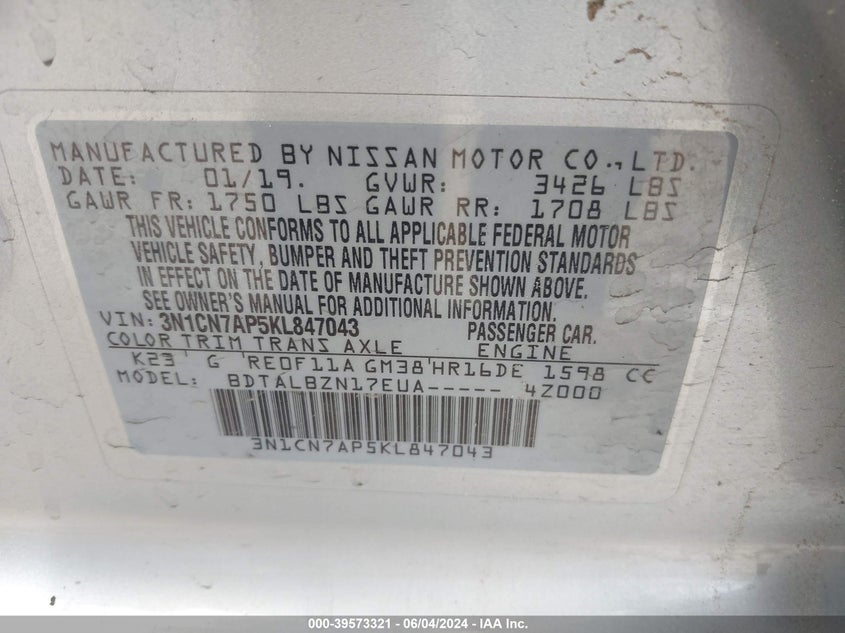 MANUFACTURED BY NISSAN MOTOR CO., LTD.
DATE: 01/19. GVWR: 3426 LBS
GAWR FR: 1750 LBS GAWR RR: 1708 LBS
THIS VEHICLE CONFORMS TO ALL APPLICABLE FEDERAL MOTOR
VEHICLE SAFETY, BUMPER AND THEFT PREVENTION STANDARDS
IN EFFECT ON THE DATE OF MANUFACTURE SHOWN ABOVE.
SEE OWNER'S MANUAL FOR ADDITIONAL INFORMATION.
VIN: 3N1CN7AP5KL847043 PASSENGER CAR.
COLOR TRIM TRANS AXLE ENGINE
K23 G RE0F11A GM38 HR16DE 1598 CC
MODEL: BDTALBZN17EUA----- 4Z000
3N1CN7AP5KL847043
000-39573321 | 06/04/2024 - IAA Inc.